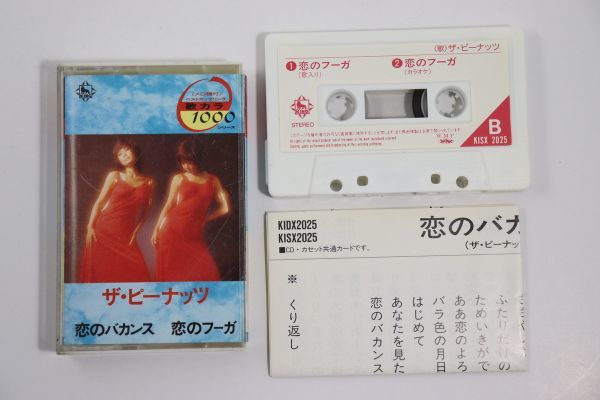 KING
歌カラ
1000
シリーズ
ザ・ピーナッツ
恋のバカンス 恋のフーガ
(歌)ザ・ピーナッツ
1 恋のフーガ
(歌入り)
2 恋のフーガ
(カラオケ)
STEREO
B
KISX 2025
KIDX2025
KISX2025
■CD・カセット共通カードです。
恋のバカ
(ザ・ピーナッ
ふたりだけの
ためいきがで
ああ恋のよろ
バラ色の月日
はじめて
あなたを見た
恋のバカンス
※ くり返し